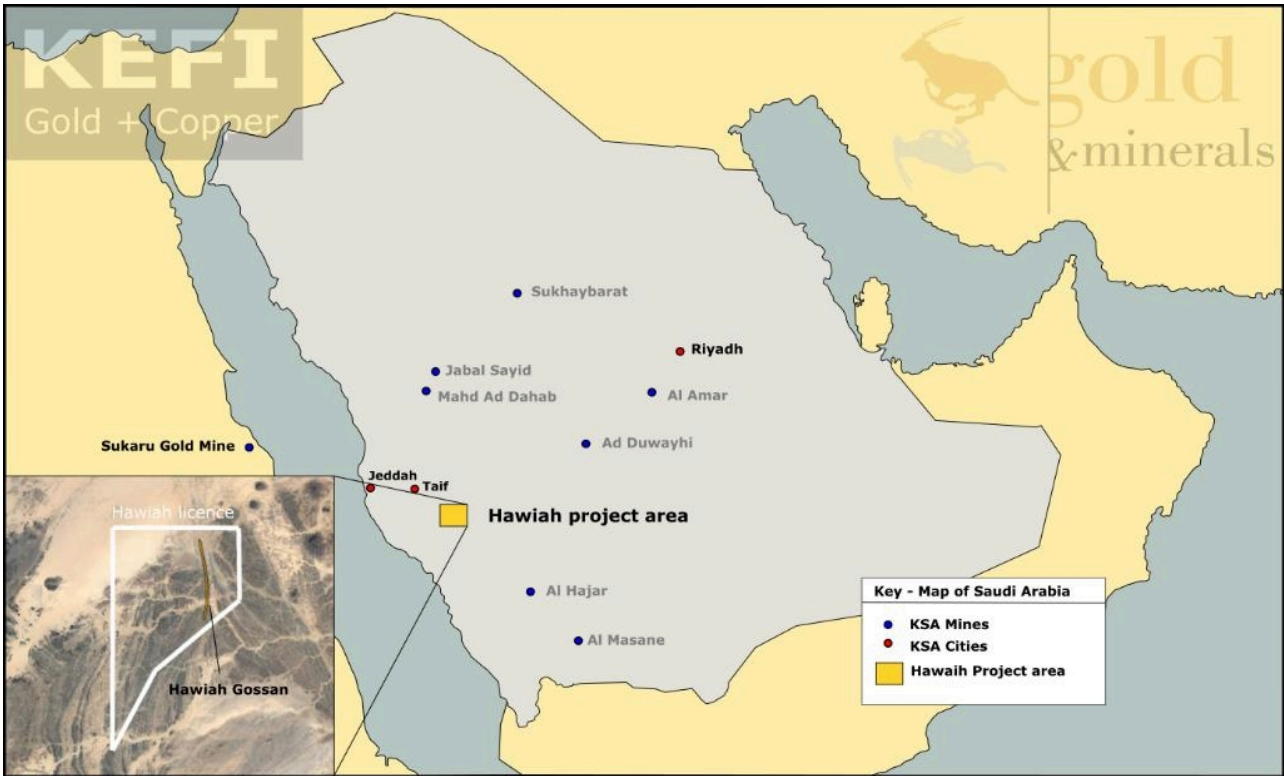 KEFI
Gold + Copper
gold
& minerals
Sukhaybarat
Riyadh
Jabal Sayid
Mahd Ad Dahab
Al Amar
Ad Duwayhi
Sukaru Gold Mine
Jeddah
Taif
Hawiah project area
Hawiah licence
Hawiah Gossan
Al Hajar
Al Masane
Key - Map of Saudi Arabia
KSA Mines
KSA Cities
Hawaih Project area